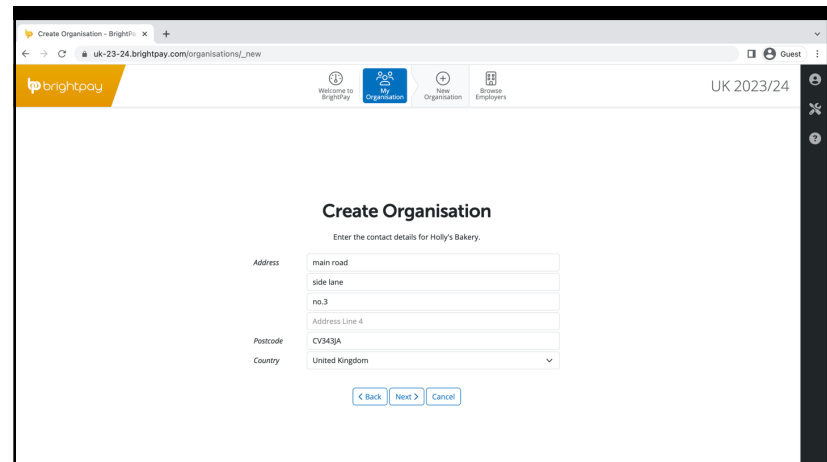 Create Organisation - BrightPa
uk-23-24.brightpay.com/organisations/_new
Guest
brightpay
Welcome to
BrightPay
My
Organisation
New
Organisation
Browse
Employers
UK 2023/24
Create Organisation
Enter the contact details for Holly's Bakery.
Address
main road
side lane
no.3
Address Line 4
Postcode CV343JA
Country United Kingdom
Back Next Cancel